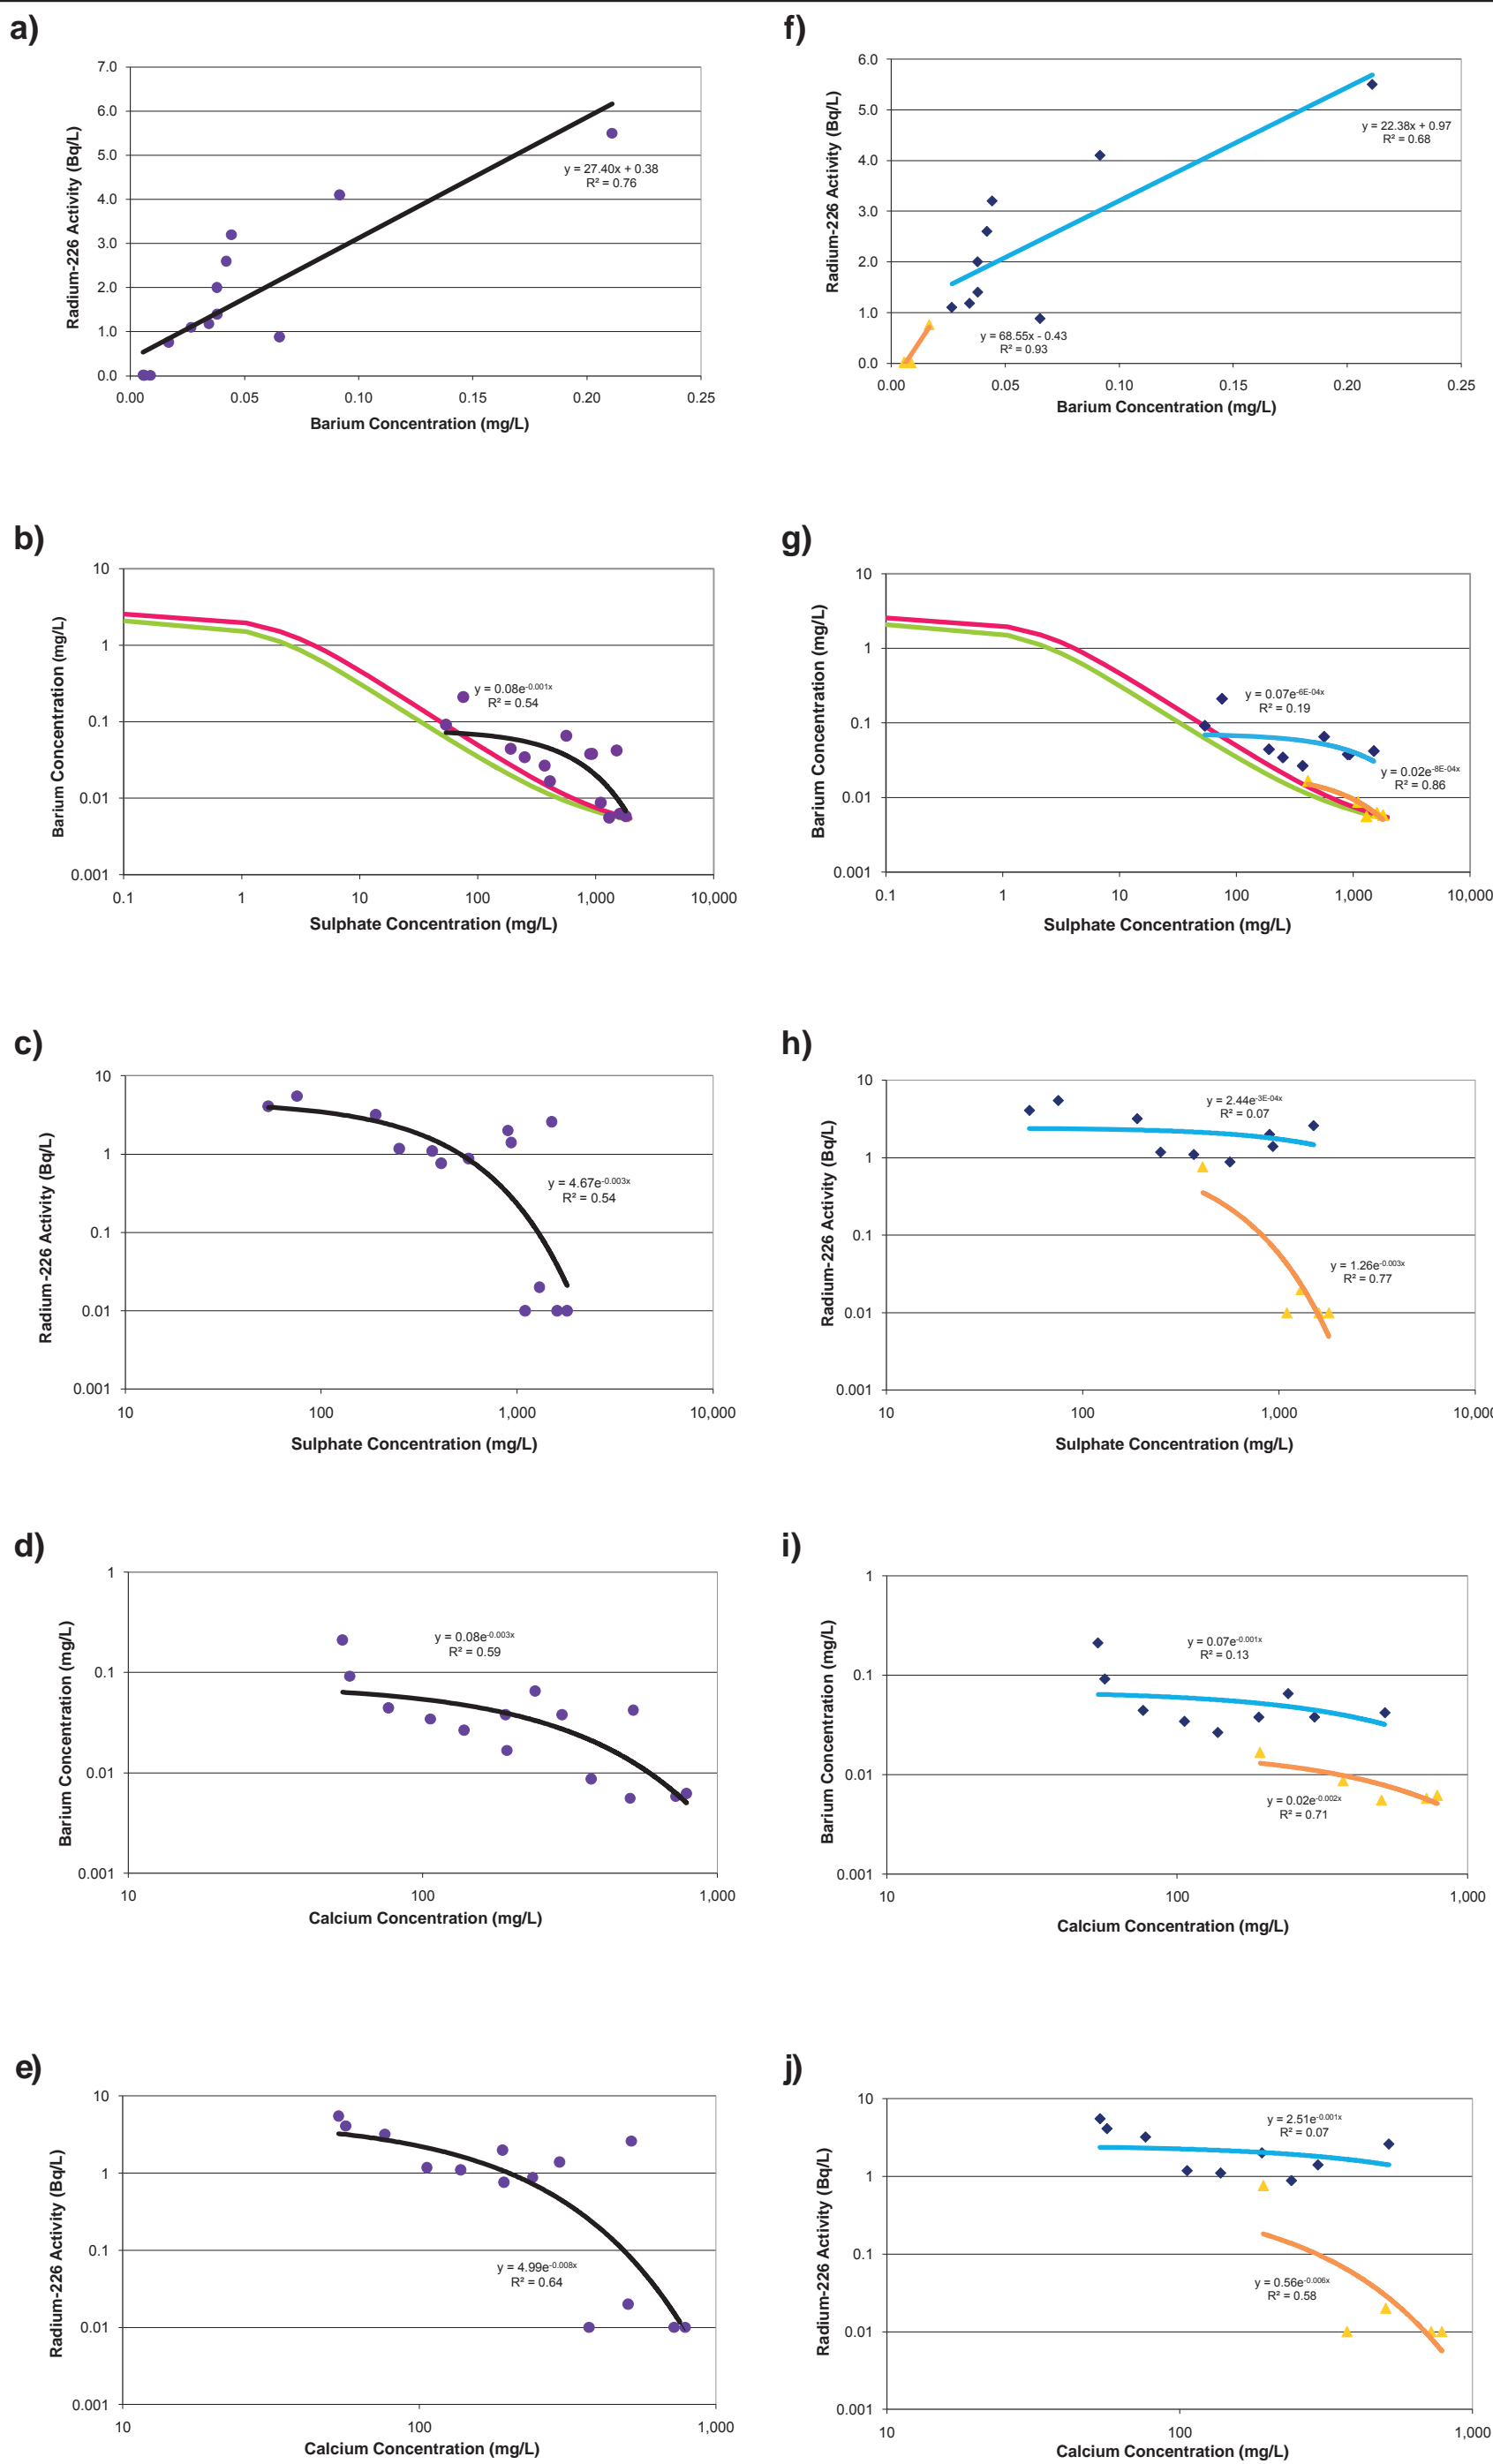 a)
7.0
6.0
5.0
4.0
3.0
2.0
1.0
0.0
Radium-226 Activity (Bq/L)
y = 27.40x + 0.38
R² = 0.76
0.00 0.05 0.10 0.15 0.20 0.25
Barium Concentration (mg/L)
f)
6.0
5.0
4.0
3.0
2.0
1.0
0.0
Radium-226 Activity (Bq/L)
y = 22.38x + 0.97
R² = 0.68
y = 68.55x - 0.43
R² = 0.93
0.00 0.05 0.10 0.15 0.20 0.25
Barium Concentration (mg/L)
b)
10
1
0.1
0.01
0.001
Barium Concentration (mg/L)
y = 0.08e-0.001x
R² = 0.54
0.1 1 10 100 1,000 10,000
Sulphate Concentration (mg/L)
g)
10
1
0.1
0.01
0.001
Barium Concentration (mg/L)
y = 0.07e-6E-04x
R² = 0.19
y = 0.02e-8E-04x
R² = 0.86
0.1 1 10 100 1,000 10,000
Sulphate Concentration (mg/L)
c)
10
1
0.1
0.01
0.001
Radium-226 Activity (Bq/L)
y = 4.67e-0.003x
R² = 0.54
10 100 1,000 10,000
Sulphate Concentration (mg/L)
h)
10
1
0.1
0.01
0.001
Radium-226 Activity (Bq/L)
y = 2.44e-3E-04x
R² = 0.07
y = 1.26e-0.003x
R² = 0.77
10 100 1,000 10,000
Sulphate Concentration (mg/L)
d)
1
0.1
0.01
0.001
Barium Concentration (mg/L)
y = 0.08e-0.003x
R² = 0.59
10 100 1,000
Calcium Concentration (mg/L)
i)
1
0.1
0.01
0.001
Barium Concentration (mg/L)
y = 0.07e-0.001x
R² = 0.13
y = 0.02e-0.002x
R² = 0.71
10 100 1,000
Calcium Concentration (mg/L)
e)
10
1
0.1
0.01
0.001
Radium-226 Activity (Bq/L)
y = 4.99e-0.008x
R² = 0.64
10 100 1,000
Calcium Concentration (mg/L)
j)
10
1
0.1
0.01
0.001
Radium-226 Activity (Bq/L)
y = 2.51e-0.001x
R² = 0.07
y = 0.56e-0.006x
R² = 0.58
10 100 1,000
Calcium Concentration (mg/L)